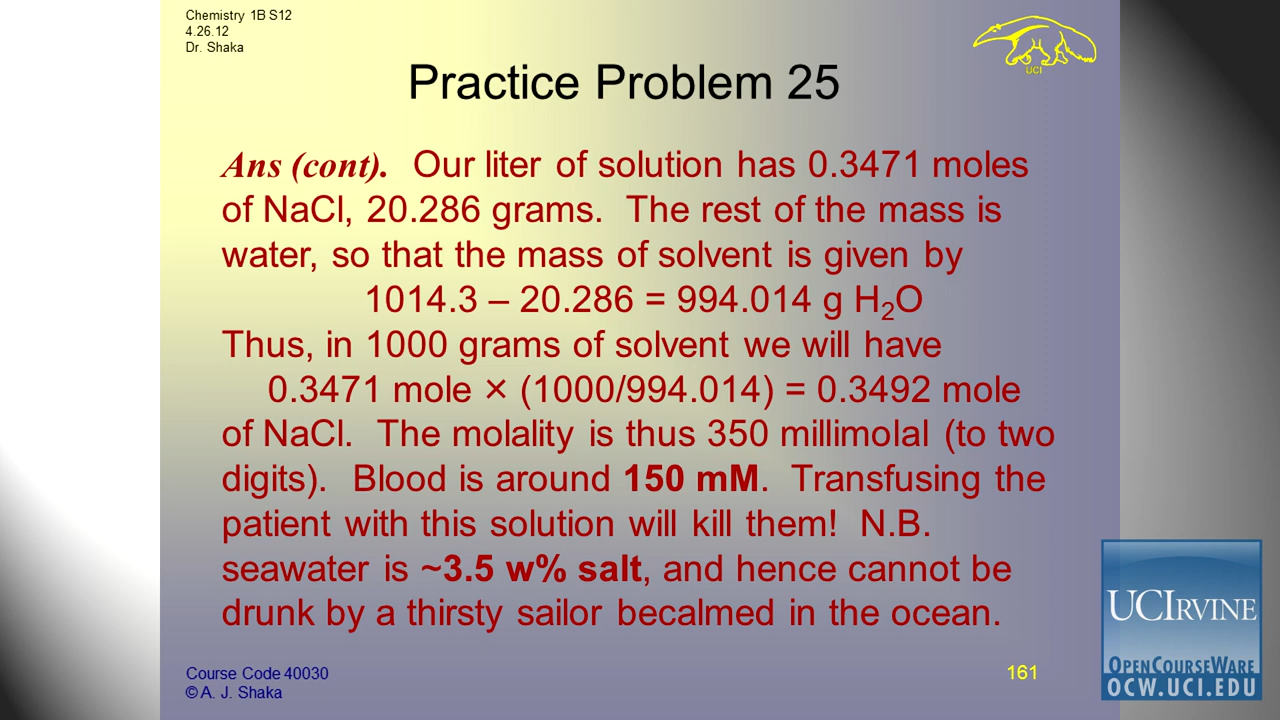 Chemistry 1B S12
4.26.12
Dr. Shaka
UCI
Practice Problem 25
Ans (cont). Our liter of solution has 0.3471 moles
of NaCl, 20.286 grams. The rest of the mass is
water, so that the mass of solvent is given by
1014.3 – 20.286 = 994.014 g H₂O
Thus, in 1000 grams of solvent we will have
0.3471 mole × (1000/994.014) = 0.3492 mole
of NaCl. The molality is thus 350 millimolal (to two
digits). Blood is around 150 mM. Transfusing the
patient with this solution will kill them! N.B.
seawater is ~3.5 w% salt, and hence cannot be
drunk by a thirsty sailor becalmed in the ocean.
Course Code 40030
© A. J. Shaka
161
UCIRVINE
OPENCOURSEWARE
OCW.UCI.EDU